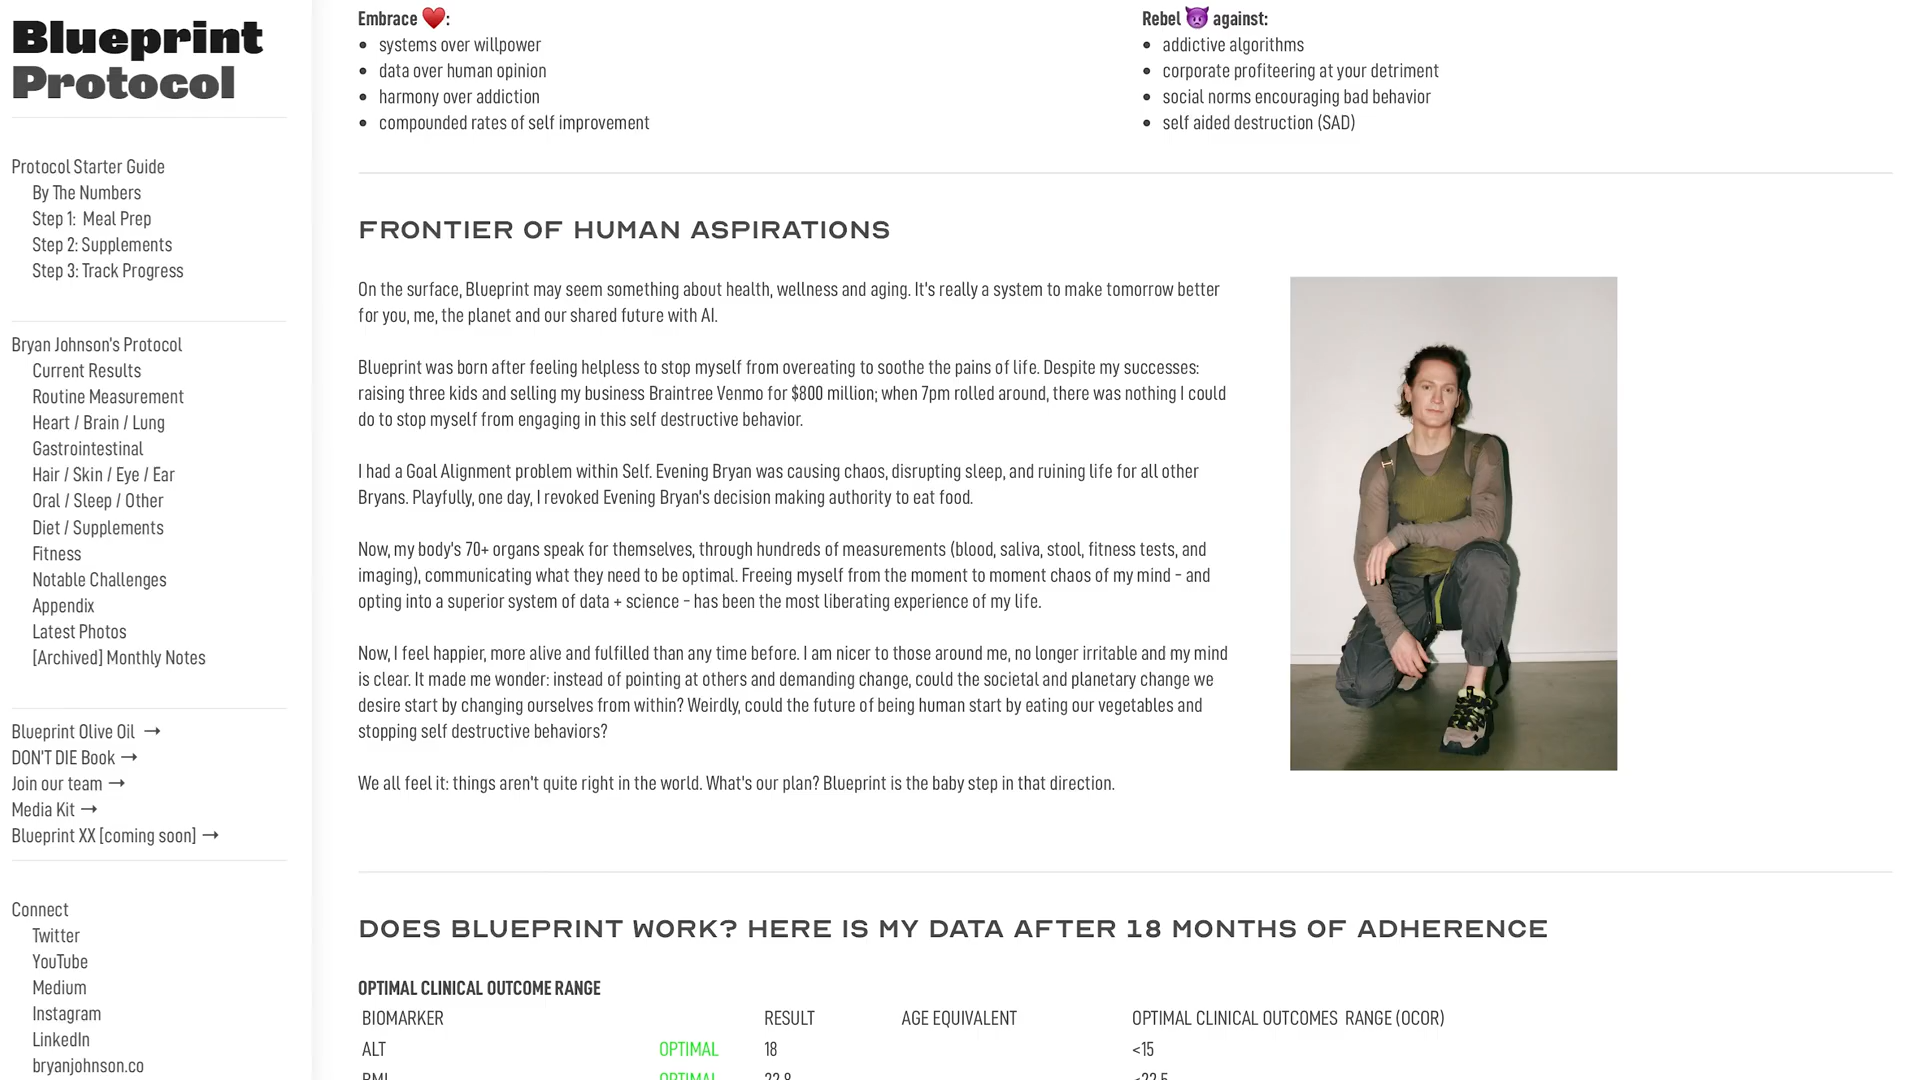 Blueprint
Protocol
Protocol Starter Guide
By The Numbers
Step 1: Meal Prep
Step 2: Supplements
Step 3: Track Progress
Bryan Johnson's Protocol
Current Results
Routine Measurement
Heart / Brain / Lung
Gastrointestinal
Hair / Skin / Eye / Ear
Oral / Sleep / Other
Diet / Supplements
Fitness
Notable Challenges
Appendix
Latest Photos
[Archived] Monthly Notes
Blueprint Olive Oil →
DON'T DIE Book →
Join our team →
Media Kit →
Blueprint XX [coming soon] →
Connect
Twitter
YouTube
Medium
Instagram
LinkedIn
bryanjohnson.co
Embrace ❤️:
• systems over willpower
• data over human opinion
• harmony over addiction
• compounded rates of self improvement
Rebel 👿 against:
• addictive algorithms
• corporate profiteering at your detriment
• social norms encouraging bad behavior
• self aided destruction (SAD)
FRONTIER OF HUMAN ASPIRATIONS
On the surface, Blueprint may seem something about health, wellness and aging. It's really a system to make tomorrow better
for you, me, the planet and our shared future with AI.
Blueprint was born after feeling helpless to stop myself from overeating to soothe the pains of life. Despite my successes:
raising three kids and selling my business Braintree Venmo for $800 million; when 7pm rolled around, there was nothing I could
do to stop myself from engaging in this self destructive behavior.
I had a Goal Alignment problem within Self. Evening Bryan was causing chaos, disrupting sleep, and ruining life for all other
Bryans. Playfully, one day, I revoked Evening Bryan's decision making authority to eat food.
Now, my body's 70+ organs speak for themselves, through hundreds of measurements (blood, saliva, stool, fitness tests, and
imaging), communicating what they need to be optimal. Freeing myself from the moment to moment chaos of my mind – and
opting into a superior system of data + science – has been the most liberating experience of my life.
Now, I feel happier, more alive and fulfilled than any time before. I am nicer to those around me, no longer irritable and my mind
is clear. It made me wonder: instead of pointing at others and demanding change, could the societal and planetary change we
desire start by changing ourselves from within? Weirdly, could the future of being human start by eating our vegetables and
stopping self destructive behaviors?
We all feel it: things aren't quite right in the world. What's our plan? Blueprint is the baby step in that direction.
DOES BLUEPRINT WORK? HERE IS MY DATA AFTER 18 MONTHS OF ADHERENCE
OPTIMAL CLINICAL OUTCOME RANGE
BIOMARKER RESULT AGE EQUIVALENT OPTIMAL CLINICAL OUTCOMES RANGE (OCOR)
ALT OPTIMAL 18 <15
BMI OPTIMAL 22.8 <22.5